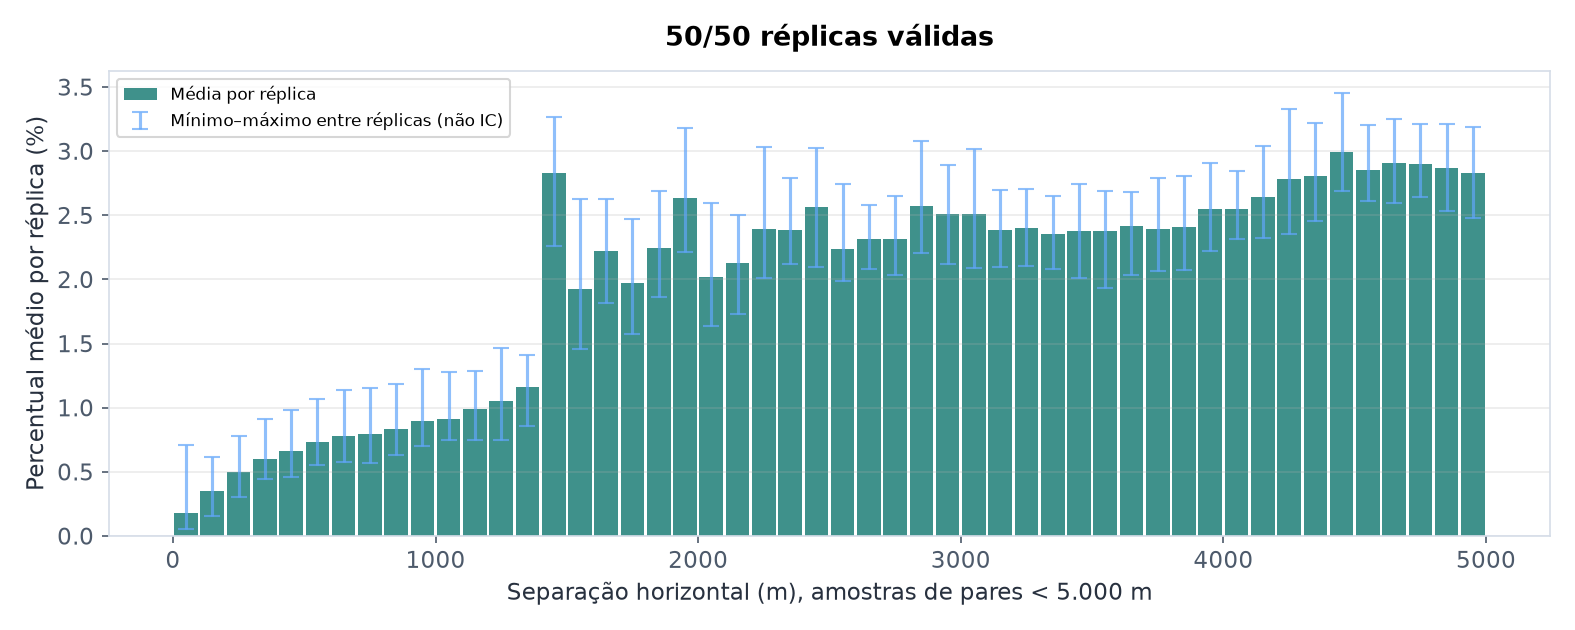 50/50 réplicas válidas
Média por réplica
Mínimo–máximo entre réplicas (não IC)
Percentual médio por réplica (%)
3.5
3.0
2.5
2.0
1.5
1.0
0.5
0.0
0 1000 2000 3000 4000 5000
Separação horizontal (m), amostras de pares < 5.000 m